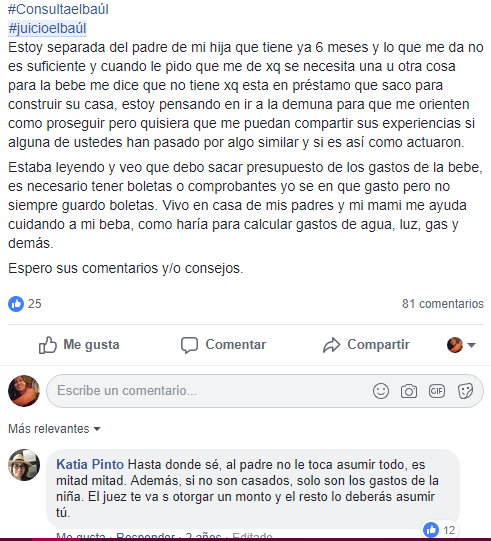 #Consultaelbaúl
#juicioelbaúl
Estoy separada del padre de mi hija que tiene ya 6 meses y lo que me da no
es suficiente y cuando le pido que me de xq se necesita una u otra cosa
para la bebe me dice que no tiene xq esta en préstamo que saco para
construir su casa, estoy pensando en ir a la demuna para que me orienten
como proseguir pero quisiera que me puedan compartir sus experiencias si
alguna de ustedes han pasado por algo similar y si es así como actuaron.
Estaba leyendo y veo que debo sacar presupuesto de los gastos de la bebe,
es necesario tener boletas o comprobantes yo se en que gasto pero no
siempre guardo boletas. Vivo en casa de mis padres y mi mami me ayuda
cuidando a mi beba, como haría para calcular gastos de agua, luz, gas y
demás.
Espero sus comentarios y/o consejos.
25 81 comentarios
Me gusta Comentar Compartir
Escribe un comentario... GIF
Más relevantes
Katia Pinto Hasta donde sé, al padre no le toca asumir todo, es
mitad mitad. Además, si no son casados, solo son los gastos de la
niña. El juez te va s otorgar un monto y el resto lo deberás asumir
tú.
12
Me gusta · Responder · 2 años · Editado